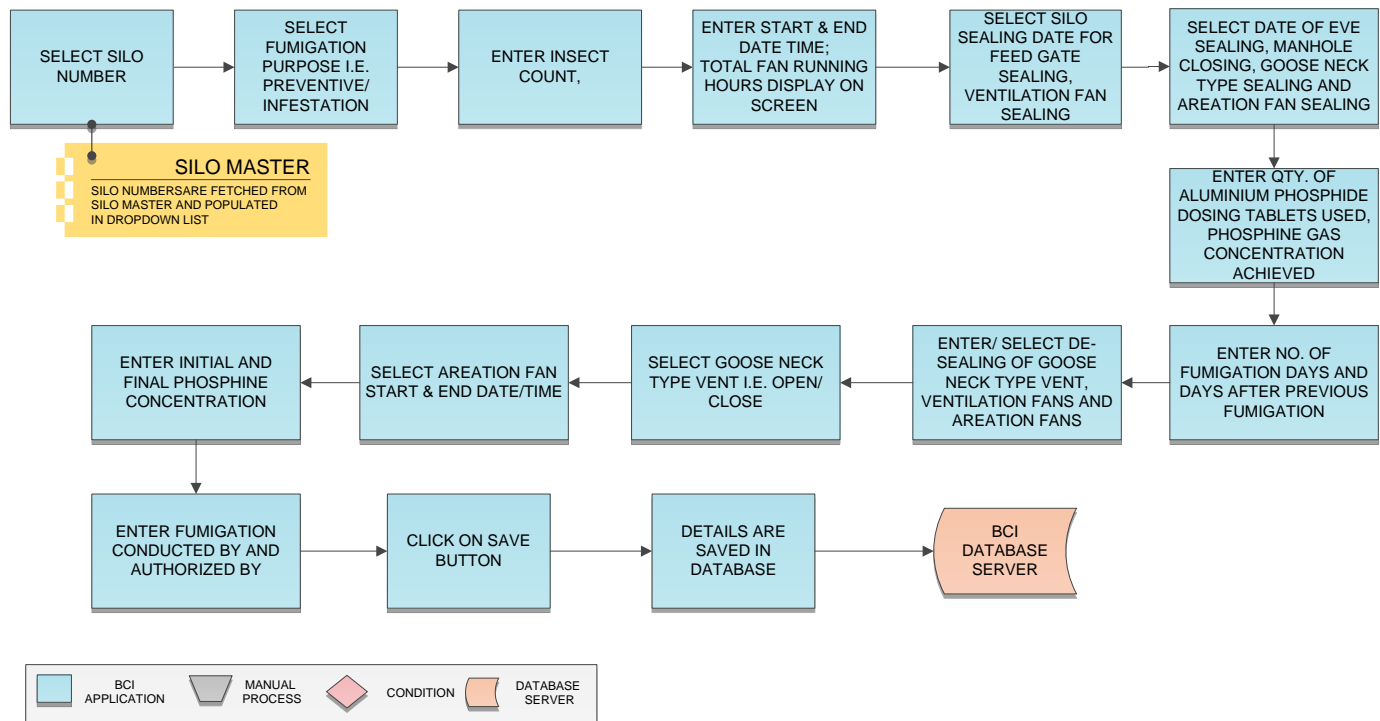 SELECT SILO
NUMBER
SELECT
FUMIGATION
PURPOSE I.E.
PREVENTIVE/
INFESTATION
ENTER INSECT
COUNT,
ENTER START & END
DATE TIME;
TOTAL FAN RUNNING
HOURS DISPLAY ON
SCREEN
SELECT SILO
SEALING DATE FOR
FEED GATE
SEALING,
VENTILATION FAN
SEALING
SELECT DATE OF EVE
SEALING, MANHOLE
CLOSING, GOOSE NECK
TYPE SEALING AND
AREATION FAN SEALING
SILO MASTER
SILO NUMBERSARE FETCHED FROM
SILO MASTER AND POPULATED
IN DROPDOWN LIST
ENTER QTY. OF
ALUMINIUM PHOSPHIDE
DOSING TABLETS USED,
PHOSPHINE GAS
CONCENTRATION
ACHIEVED
ENTER NO. OF
FUMIGATION DAYS AND
DAYS AFTER PREVIOUS
FUMIGATION
ENTER/ SELECT DE-
SEALING OF GOOSE
NECK TYPE VENT,
VENTILATION FANS AND
AREATION FANS
SELECT GOOSE NECK
TYPE VENT I.E. OPEN/
CLOSE
SELECT AREATION FAN
START & END DATE/TIME
ENTER INITIAL AND
FINAL PHOSPHINE
CONCENTRATION
ENTER FUMIGATION
CONDUCTED BY AND
AUTHORIZED BY
CLICK ON SAVE
BUTTON
DETAILS ARE
SAVED IN
DATABASE
BCI
DATABASE
SERVER
BCI
APPLICATION
MANUAL
PROCESS
CONDITION
DATABASE
SERVER